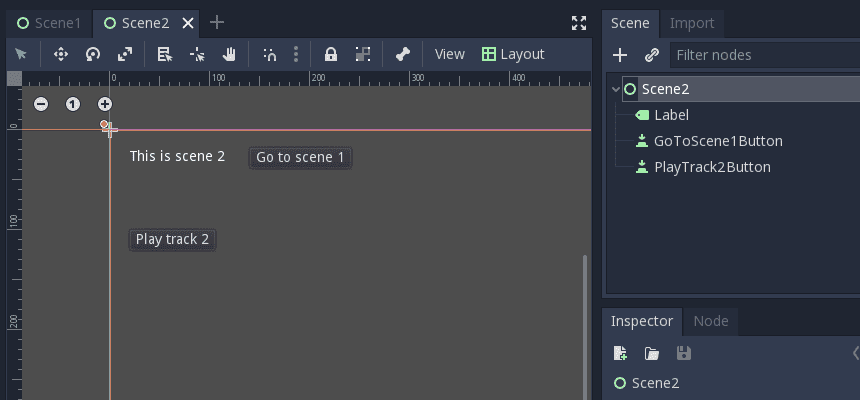 Scene1
Scene2
Scene
Import
View
Layout
Filter nodes
0
100
200
300
400
Scene2
1
Label
0
This is scene 2
Go to scene 1
GoToScene1Button
PlayTrack2Button
100
Play track 2
200
Inspector
Node
Scene2